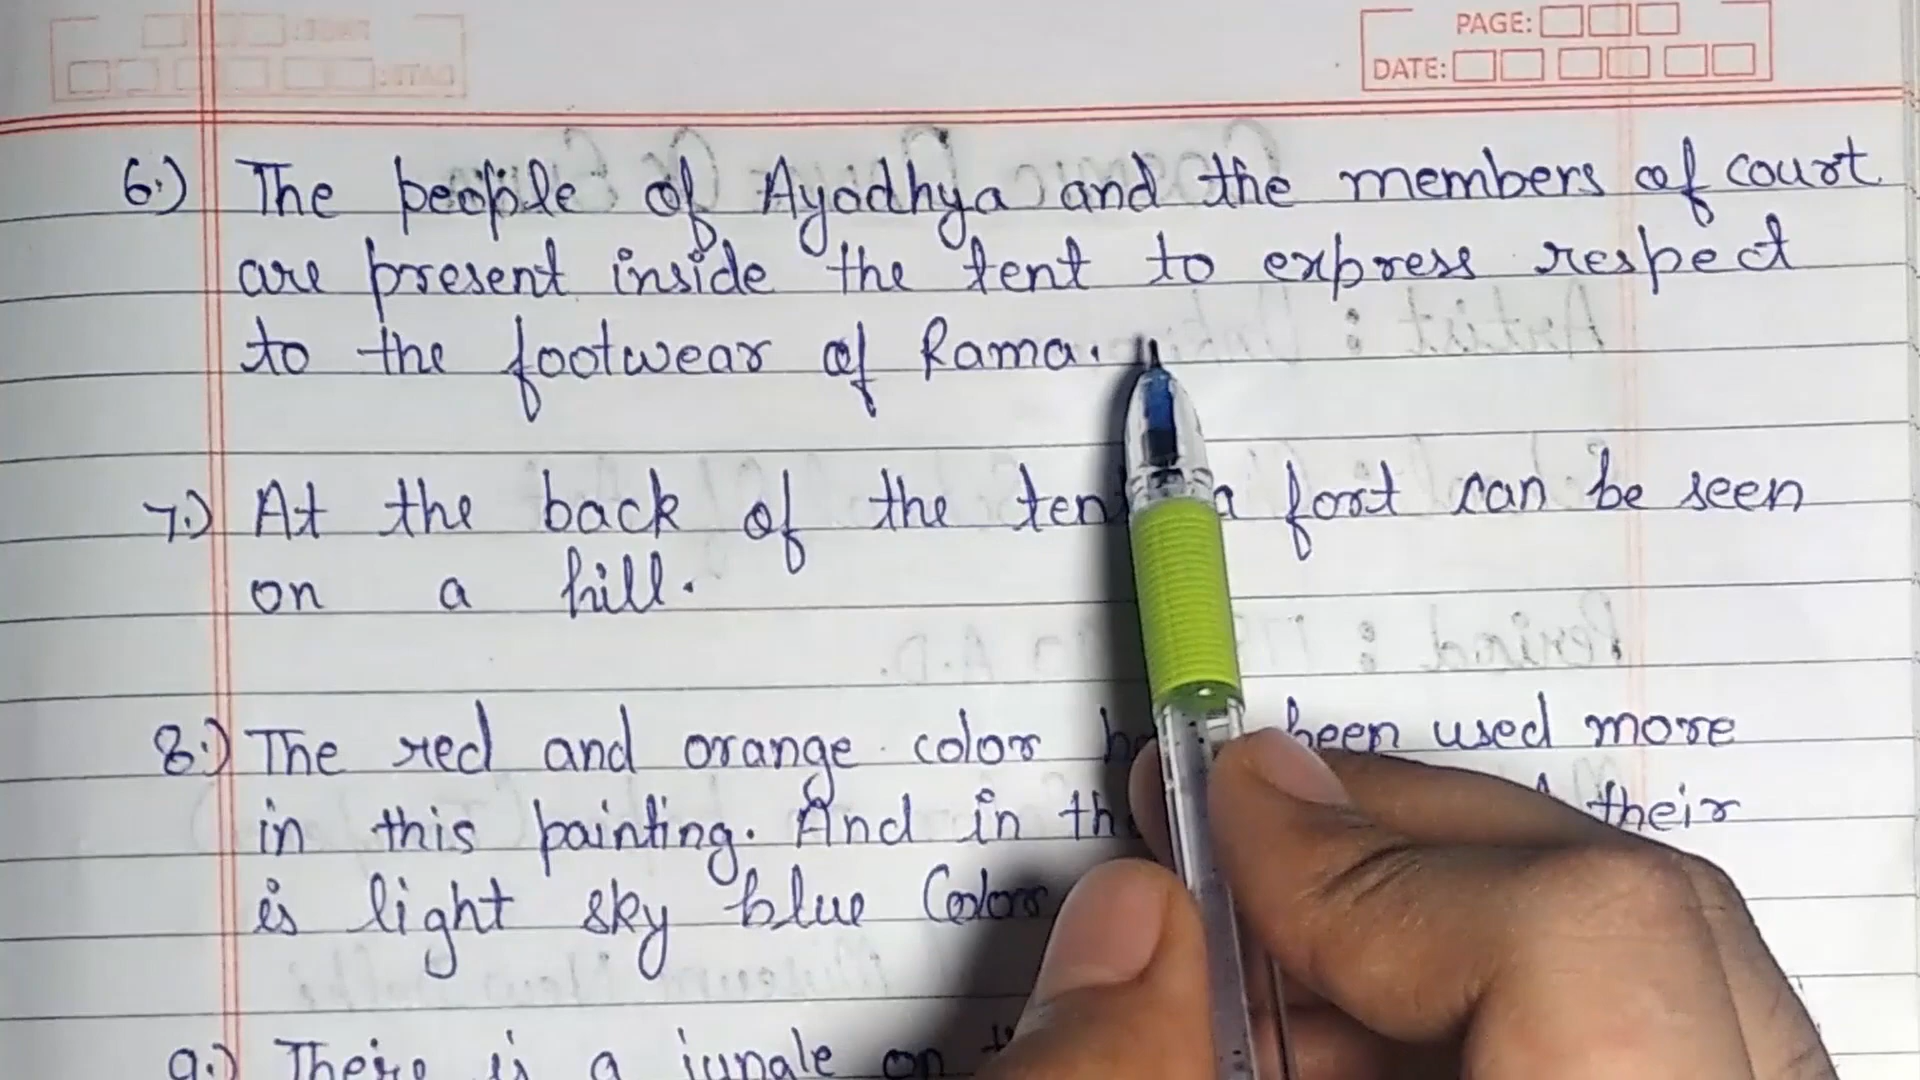 PAGE:
DATE:
6.) The people of Ayodhya and the members of court
are present inside the tent to express respect
to the footwear of Rama.
7.) At the back of the tent a fort can be seen
on a hill.
8.) The red and orange color been used more
in this painting. And in their
is light sky blue Color
9.) There is a jungle on